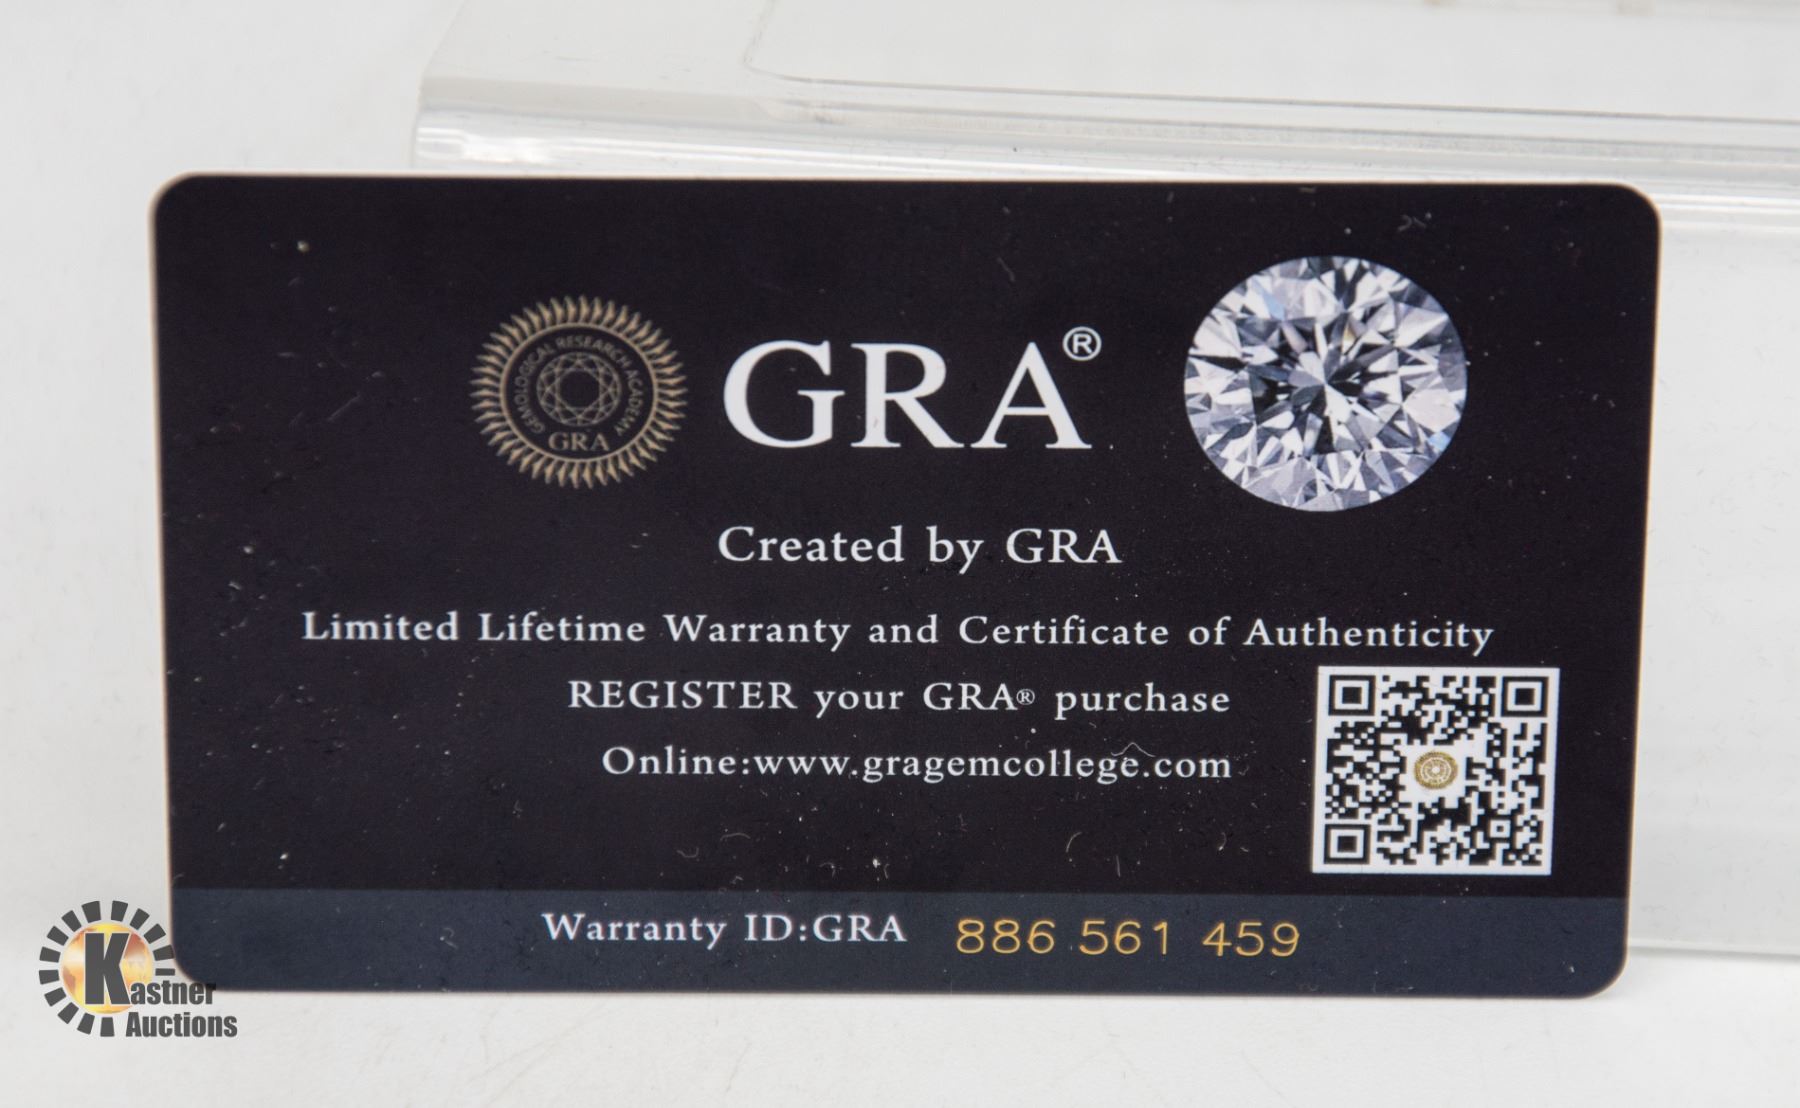 GEMOLOGICAL RESEARCH ACADEMY
GRA
GRA®
Created by GRA
Limited Lifetime Warranty and Certificate of Authenticity
REGISTER your GRA® purchase
Online:www.gragemcollege.com
Warranty ID:GRA 886 561 459
Kastner
Auctions